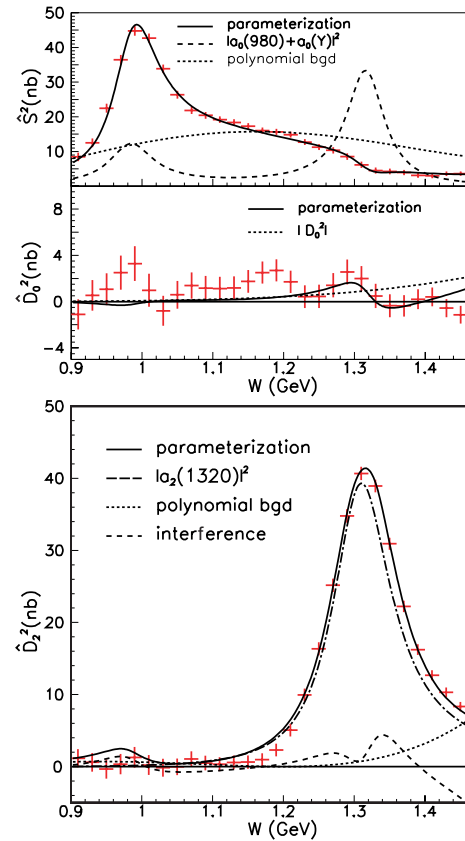 50
40
30
20
10
Ŝ²(nb)
parameterization
|a₀(980)+a₀(Y)|²
polynomial bgd
8
4
0
-4
D̂₀²(nb)
parameterization
| D₀²|
0.9 1 1.1 1.2 1.3 1.4
W (GeV)
50
40
30
20
10
0
D̂₂²(nb)
parameterization
|a₂(1320)|²
polynomial bgd
interference
0.9 1 1.1 1.2 1.3 1.4
W (GeV)